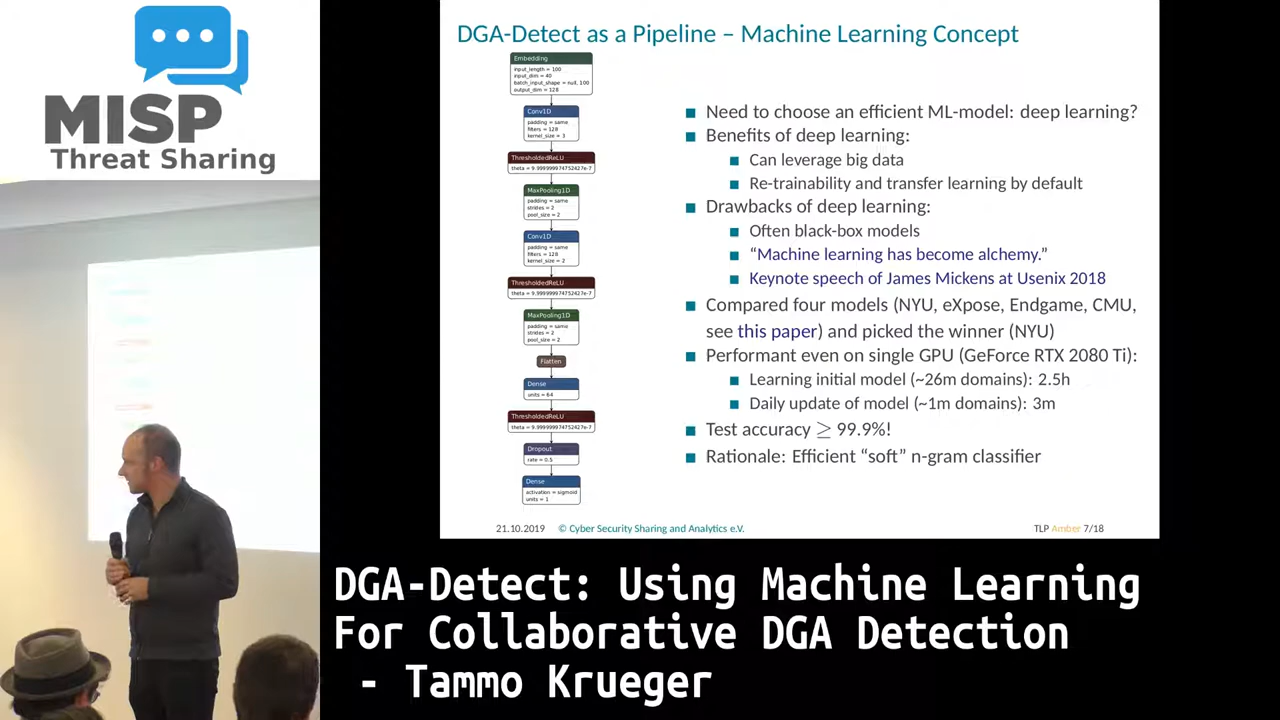 MISP
Threat Sharing
DGA-Detect as a Pipeline – Machine Learning Concept
Embedding
input_length = 100
input_dim = 40
batch_input_shape = null, 100
output_dim = 128
Conv1D
padding = same
filters = 128
kernel_size = 3
ThresholdedReLU
theta = 9.999999974752427e-7
MaxPooling1D
padding = same
strides = 2
pool_size = 2
Conv1D
padding = same
filters = 128
kernel_size = 2
ThresholdedReLU
theta = 9.999999974752427e-7
MaxPooling1D
padding = same
strides = 2
pool_size = 2
Flatten
Dense
units = 64
ThresholdedReLU
theta = 9.999999974752427e-7
Dropout
rate = 0.5
Dense
activation = sigmoid
units = 1
Need to choose an efficient ML-model: deep learning?
Benefits of deep learning:
Can leverage big data
Re-trainability and transfer learning by default
Drawbacks of deep learning:
Often black-box models
“Machine learning has become alchemy.”
Keynote speech of James Mickens at Usenix 2018
Compared four models (NYU, eXpose, Endgame, CMU,
see this paper) and picked the winner (NYU)
Performant even on single GPU (GeForce RTX 2080 Ti):
Learning initial model (~26m domains): 2.5h
Daily update of model (~1m domains): 3m
Test accuracy ≥ 99.9%!
Rationale: Efficient “soft” n-gram classifier
21.10.2019 © Cyber Security Sharing and Analytics e.V. TLP Amber 7/18
DGA-Detect: Using Machine Learning
For Collaborative DGA Detection
- Tammo Krueger